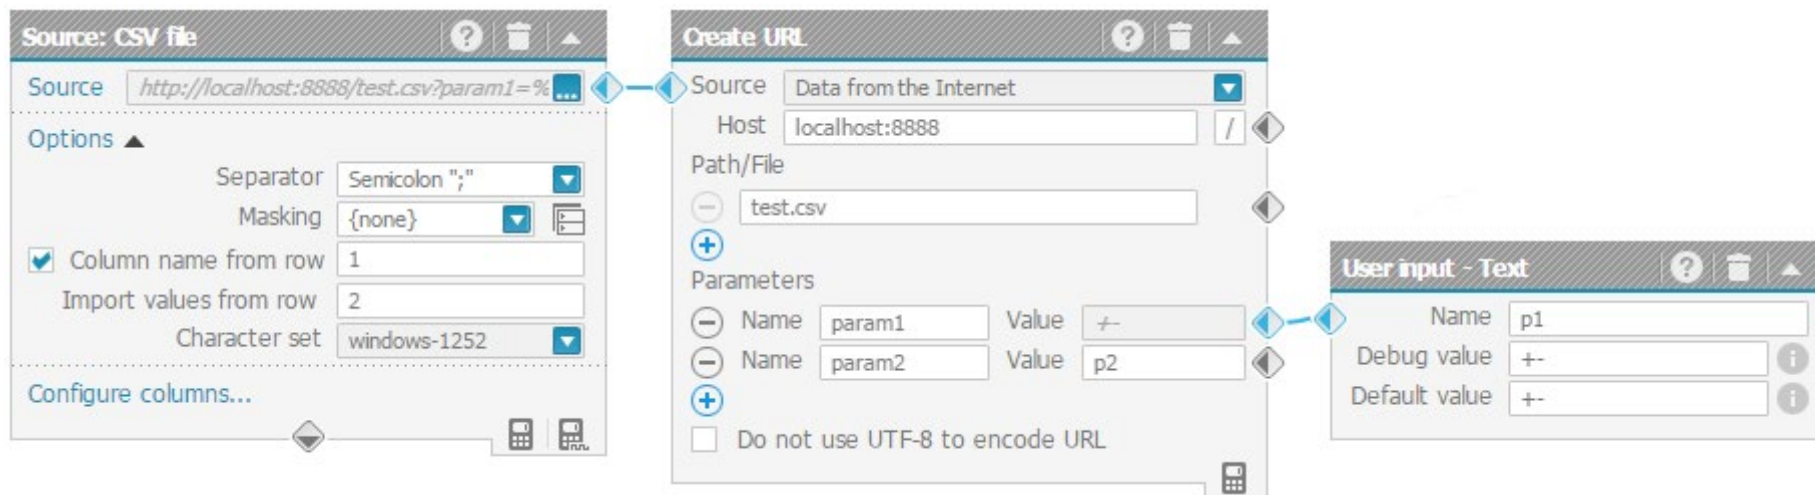 Source: CSV file
Source http://localhost:8888/test.csv?param1=% ...
Options
Separator Semicolon ";"
Masking {none}
Column name from row 1
Import values from row 2
Character set windows-1252
Configure columns...
Create URL
Source Data from the Internet
Host localhost:8888 /
Path/File
test.csv
Parameters
Name param1 Value +-
Name param2 Value p2
Do not use UTF-8 to encode URL
User input - Text
Name p1
Debug value +-
Default value +-